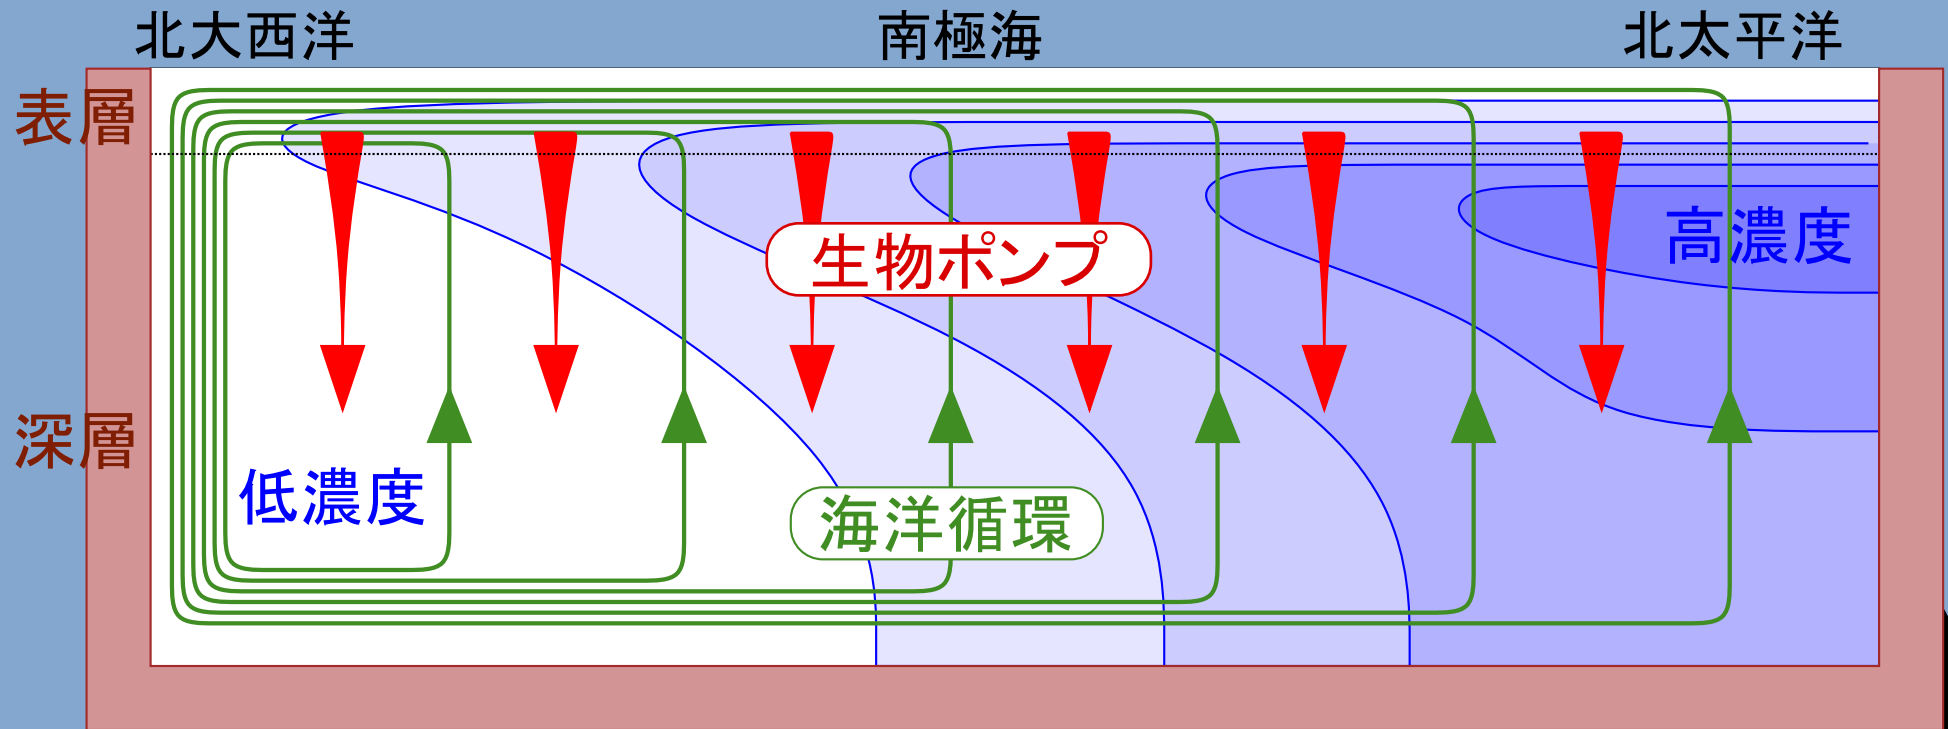 北大西洋
南極海
北太平洋
表層
生物ポンプ
高濃度
深層
低濃度
海洋循環